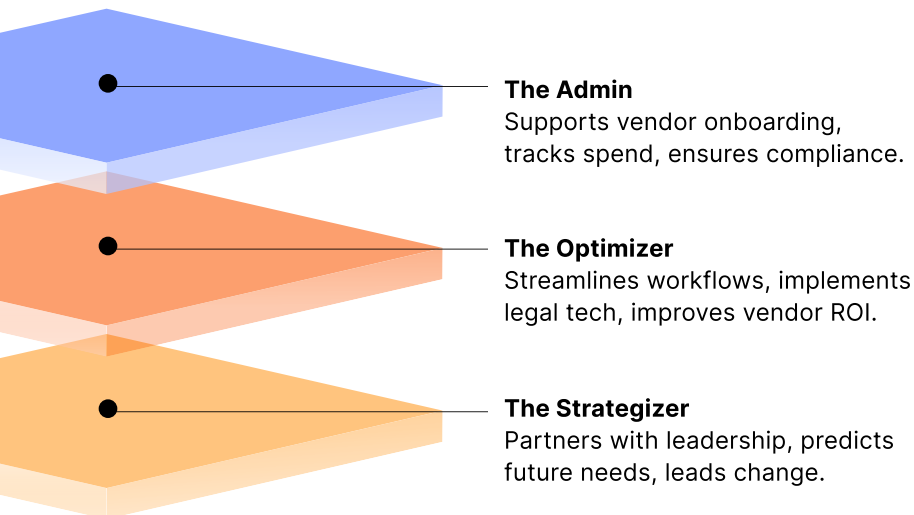 The Admin
Supports vendor onboarding,
tracks spend, ensures compliance.
The Optimizer
Streamlines workflows, implements
legal tech, improves vendor ROI.
The Strategizer
Partners with leadership, predicts
future needs, leads change.